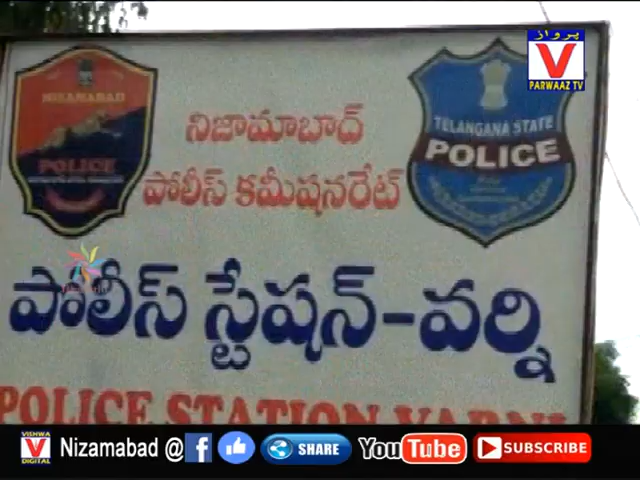 پرواز
V
PARWAAZ TV
NIZAMABAD
POLICE
TELANGANA STATE
POLICE
నిజామాబాద్
పోలీస్ కమీషనరేట్
పోలీస్ స్టేషన్-వర్ని
POLICE STATION VARNI
VISHWA
V
DIGITAL
Nizamabad @ f SHARE YouTube SUBSCRIBE